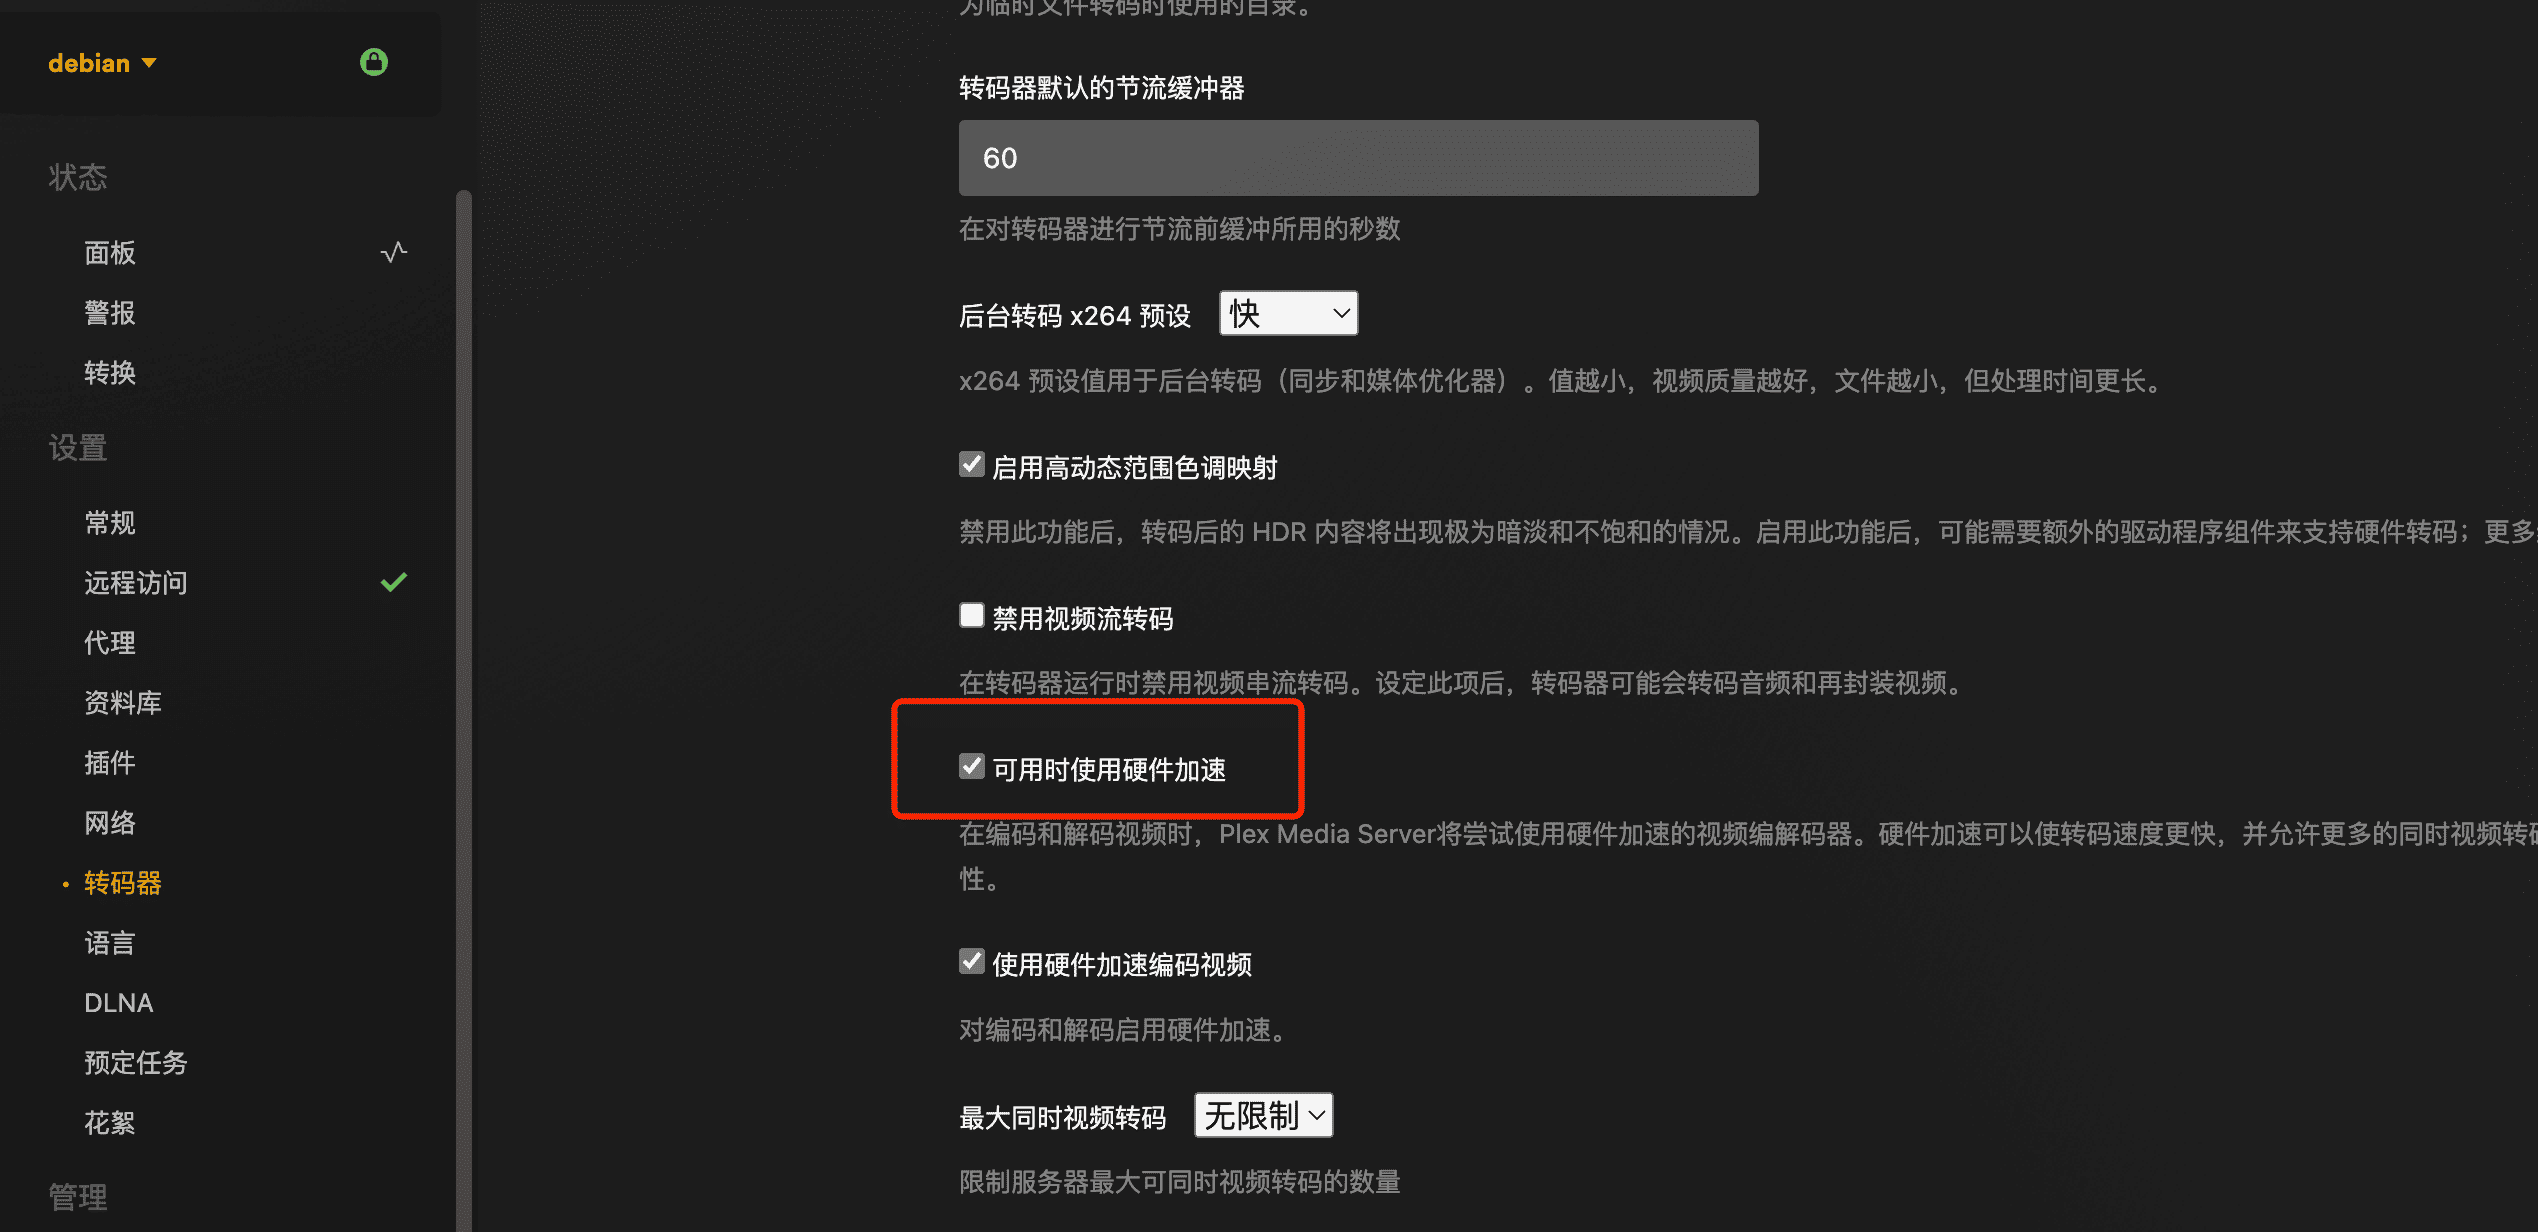 debian
状态
面板
警报
转换
设置
常规
远程访问
代理
资料库
插件
网络
转码器
语言
DLNA
预定任务
花絮
管理
为临时文件转码时使用的目录。
转码器默认的节流缓冲器
60
在对转码器进行节流前缓冲所用的秒数
后台转码 x264 预设 快
x264 预设值用于后台转码（同步和媒体优化器）。值越小，视频质量越好，文件越小，但处理时间更长。
启用高动态范围色调映射
禁用此功能后，转码后的 HDR 内容将出现极为暗淡和不饱和的情况。启用此功能后，可能需要额外的驱动程序组件来支持硬件转码；更多
禁用视频流转码
在转码器运行时禁用视频串流转码。设定此项后，转码器可能会转码音频和再封装视频。
可用时使用硬件加速
在编码和解码视频时，Plex Media Server将尝试使用硬件加速的视频编解码器。硬件加速可以使转码速度更快，并允许更多的同时视频转码
性。
使用硬件加速编码视频
对编码和解码启用硬件加速。
最大同时视频转码 无限制
限制服务器最大可同时视频转码的数量